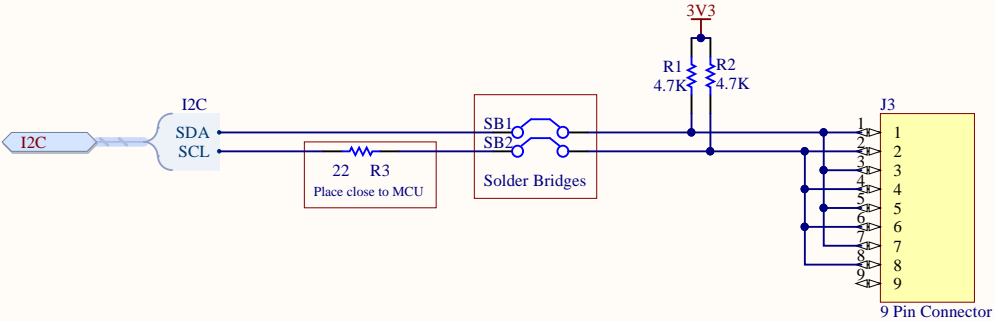 3V3
R1
4.7K
R2
4.7K
I2C
I2C
SDA
SCL
22 R3
Place close to MCU
SB1
SB2
Solder Bridges
J3
1 1
2 2
3 3
4 4
5 5
6 6
7 7
8 8
9 9
9 Pin Connector